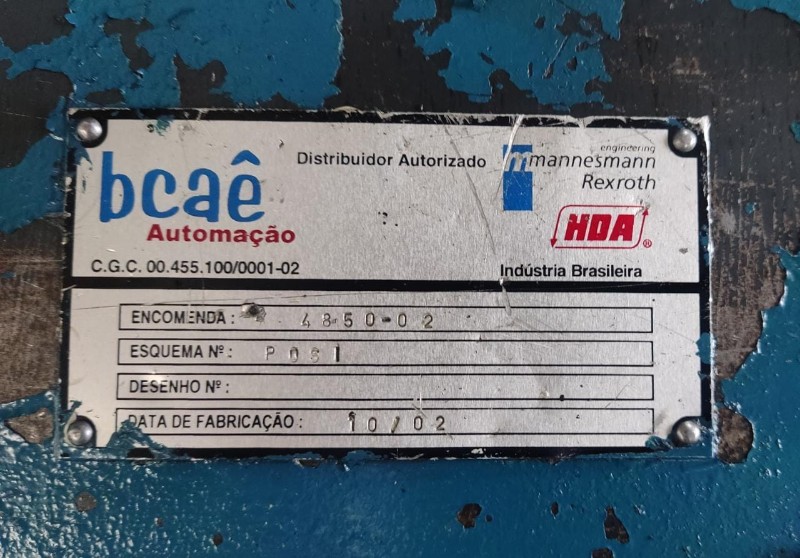 bcaê
Automação
Distribuidor Autorizado
engineering
mannesmann
Rexroth
HDA ®
C.G.C. 00.455.100/0001-02
Indústria Brasileira
ENCOMENDA: 4850-02
ESQUEMA Nº:
DESENHO Nº:
DATA DE FABRICAÇÃO: 10/02